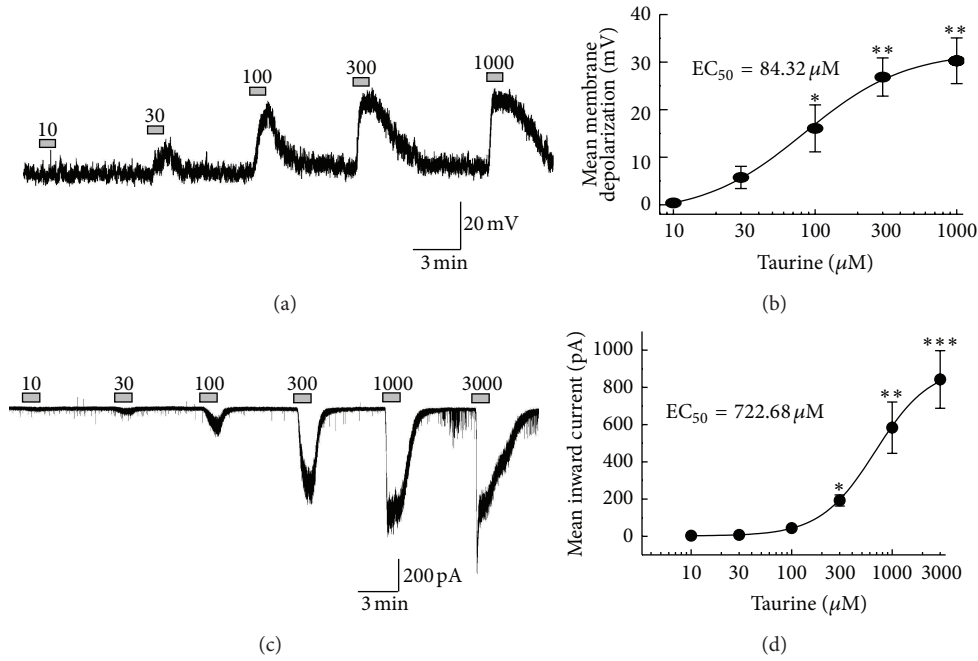 10
30
100
300
1000
20 mV
3 min
(a)
Mean membrane
depolarization (mV)
40
30
20
10
0
EC50 = 84.32 μM
*
**
**
10
30
100
300
1000
Taurine (μM)
(b)
10
30
100
300
1000
3000
200 pA
3 min
(c)
Mean inward current (pA)
1000
800
600
400
200
0
EC50 = 722.68 μM
*
**
***
10
30
100
300
1000
3000
Taurine (μM)
(d)